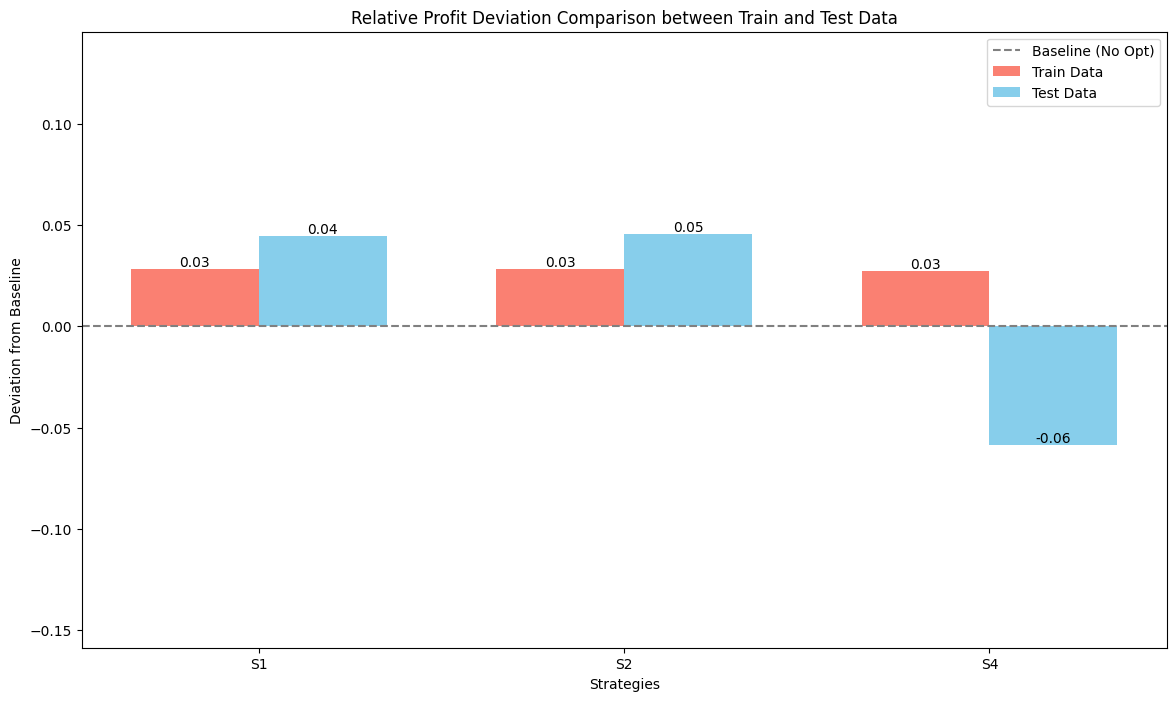 Relative Profit Deviation Comparison between Train and Test Data
Baseline (No Opt)
Train Data
Test Data
Deviation from Baseline
0.10
0.05
0.00
−0.05
−0.10
−0.15
0.03
0.04
0.03
0.05
0.03
-0.06
S1
S2
S4
Strategies